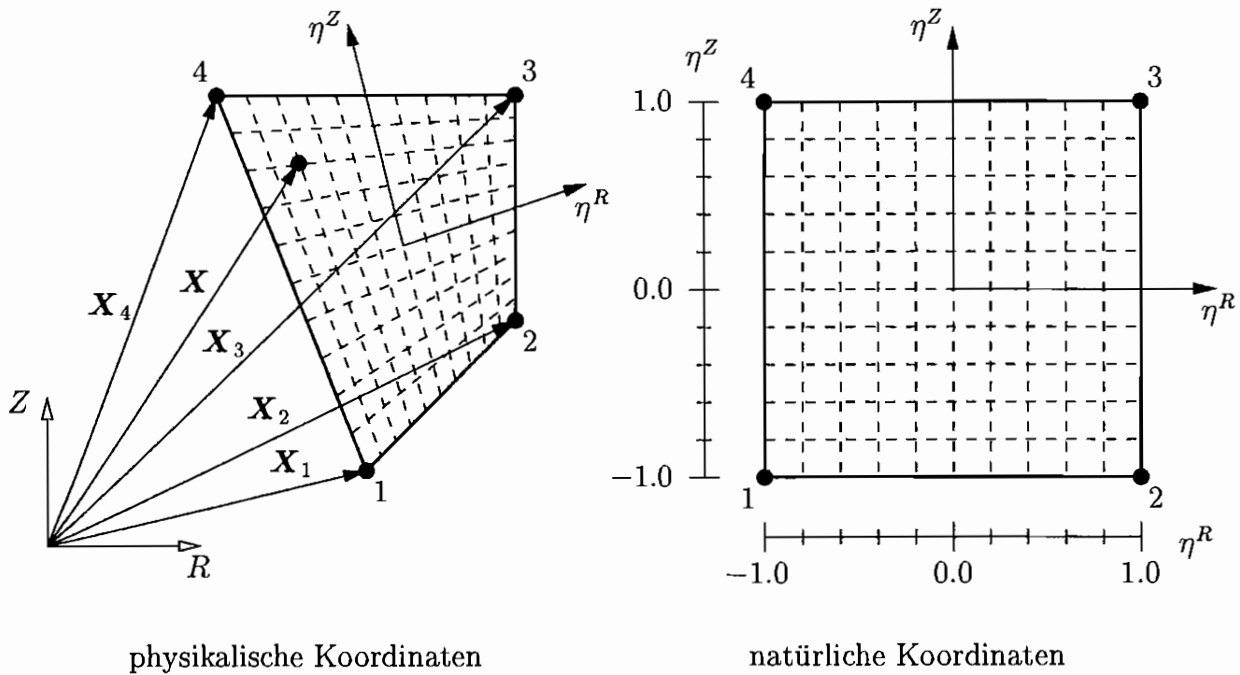 η^Z
4
3
η^R
X
X_4
X_3
2
Z
X_2
X_1
1
R
physikalische Koordinaten
η^Z
η^Z
4
3
1.0
0.0
η^R
−1.0
1
2
η^R
−1.0
0.0
1.0
natürliche Koordinaten